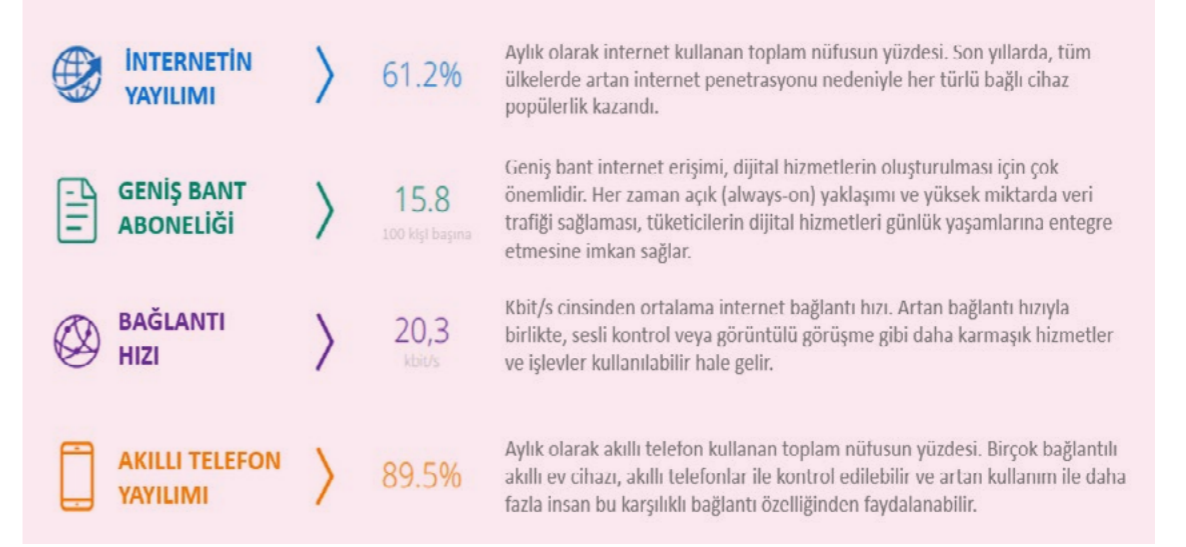 İNTERNETİN
YAYILIMI
61.2%
Aylık olarak internet kullanan toplam nüfusun yüzdesi. Son yıllarda, tüm
ülkelerde artan internet penetrasyonu nedeniyle her türlü bağlı cihaz
popülerlik kazandı.
GENİŞ BANT
ABONELİĞİ
15.8
100 kişi başına
Geniş bant internet erişimi, dijital hizmetlerin oluşturulması için çok
önemlidir. Her zaman açık (always-on) yaklaşımı ve yüksek miktarda veri
trafiği sağlaması, tüketicilerin dijital hizmetleri günlük yaşamlarına entegre
etmesine imkan sağlar.
BAĞLANTI
HIZI
20,3
kbit/s
Kbit/s cinsinden ortalama internet bağlantı hızı. Artan bağlantı hızıyla
birlikte, sesli kontrol veya görüntülü görüşme gibi daha karmaşık hizmetler
ve işlevler kullanılabilir hale gelir.
AKILLI TELEFON
YAYILIMI
89.5%
Aylık olarak akıllı telefon kullanan toplam nüfusun yüzdesi. Birçok bağlantılı
akıllı ev cihazı, akıllı telefonlar ile kontrol edilebilir ve artan kullanım ile daha
fazla insan bu karşılıklı bağlantı özelliğinden faydalanabilir.